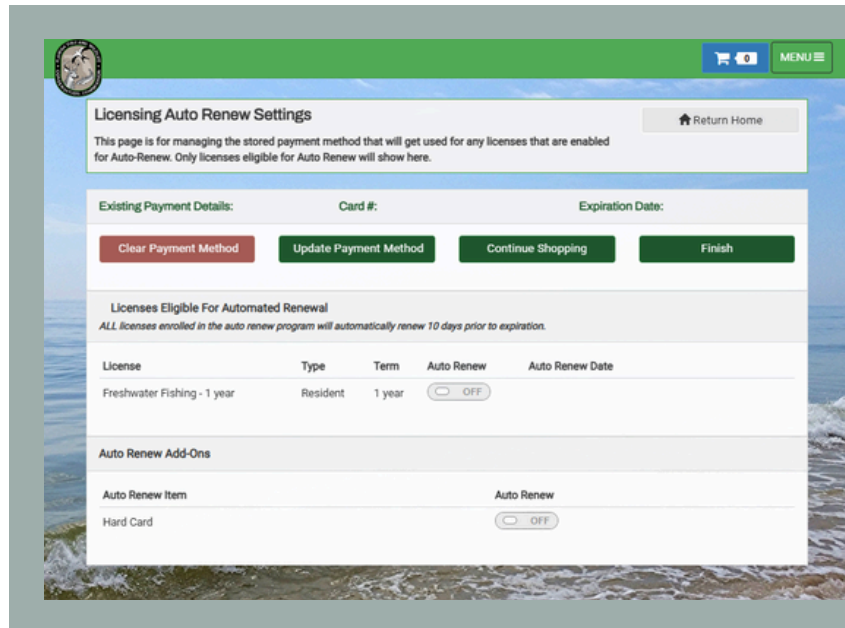 0
MENU
Licensing Auto Renew Settings
Return Home
This page is for managing the stored payment method that will get used for any licenses that are enabled
for Auto-Renew. Only licenses eligible for Auto Renew will show here.
Existing Payment Details: Card #: Expiration Date:
Clear Payment Method Update Payment Method Continue Shopping Finish
Licenses Eligible For Automated Renewal
ALL licenses enrolled in the auto renew program will automatically renew 10 days prior to expiration.
License Type Term Auto Renew Auto Renew Date
Freshwater Fishing - 1 year Resident 1 year OFF
Auto Renew Add-Ons
Auto Renew Item Auto Renew
Hard Card OFF